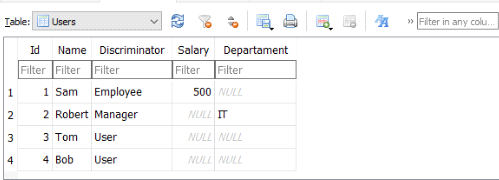 Table: Users Filter in any colu...
Id Name Discriminator Salary Departament
Filter Filter Filter Filter Filter
1 1 Sam Employee 500 NULL
2 2 Robert Manager NULL IT
3 3 Tom User NULL NULL
4 4 Bob User NULL NULL